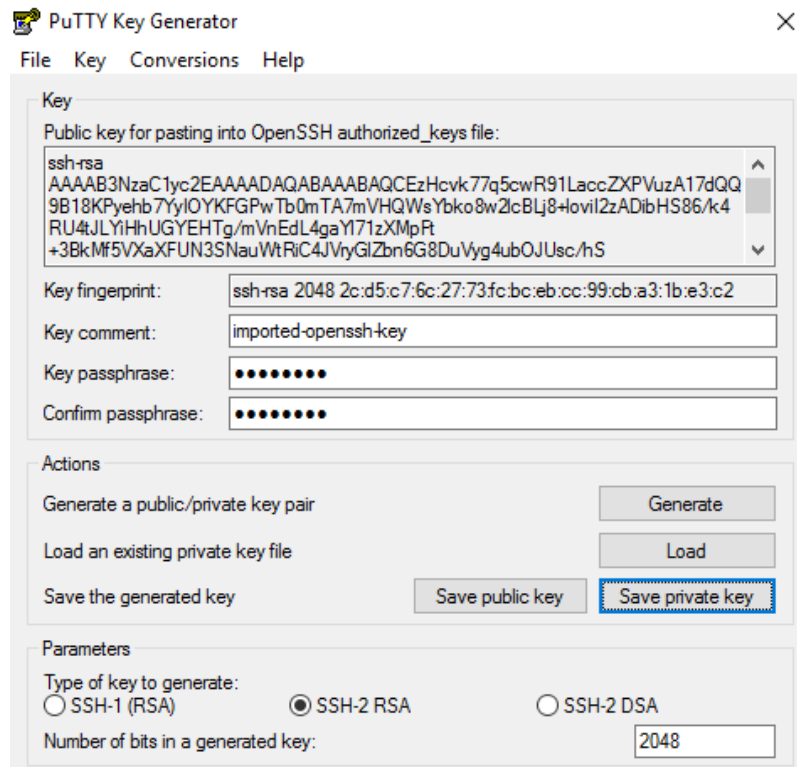 PuTTY Key Generator
File Key Conversions Help
Key
Public key for pasting into OpenSSH authorized_keys file:
ssh-rsa
AAAAB3NzaC1yc2EAAAADAQABAAABAQCEzHcvk77q5cwR91LaccZXPVuzA17dQQ
9B18KPyehb7YylOYKFGPwTb0mTA7mVHQWsYbko8w2lcBLj8+lovil2zADibHS86/k4
RU4tJLYiHhUGYEHTg/mVnEdL4gaYl71zXMpFt
+3BkMf5VXaXFUN3SNauWtRiC4JVryGlZbn6G8DuVyg4ubOJUsc/hS
Key fingerprint: ssh-rsa 2048 2c:d5:c7:6c:27:73:fc:bc:eb:cc:99:cb:a3:1b:e3:c2
Key comment: imported-openssh-key
Key passphrase: ●●●●●●●●
Confirm passphrase: ●●●●●●●●
Actions
Generate a public/private key pair Generate
Load an existing private key file Load
Save the generated key Save public key Save private key
Parameters
Type of key to generate:
SSH-1 (RSA) SSH-2 RSA SSH-2 DSA
Number of bits in a generated key: 2048